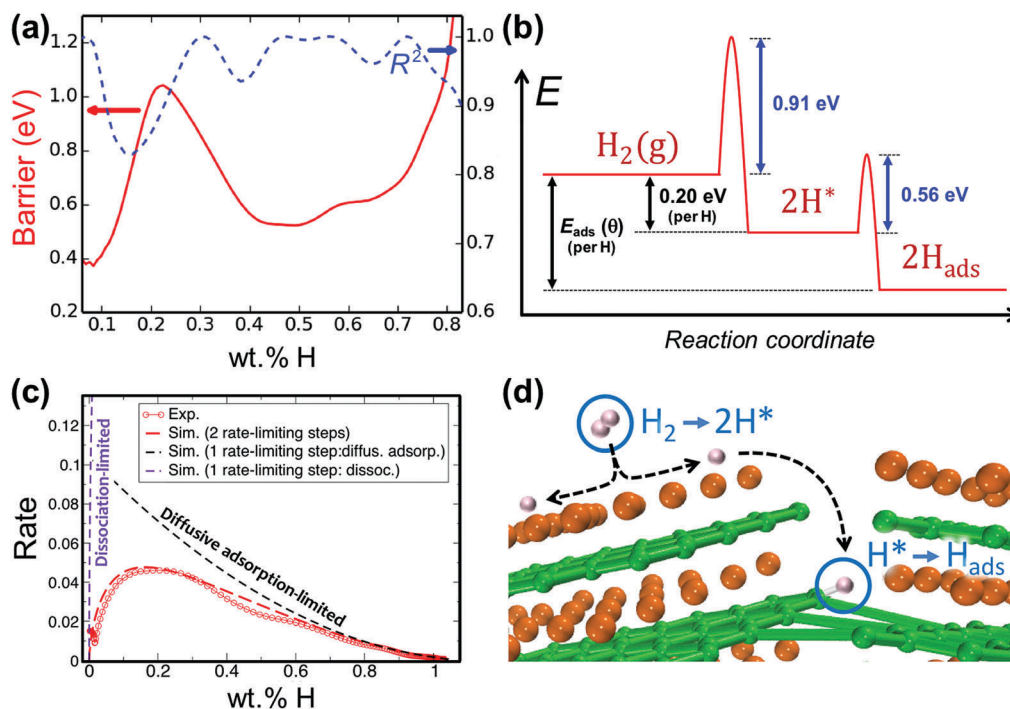 (a)
1.2
1.0
0.8
0.6
0.4
0.2
Barrier (eV)
R²
1.0
0.9
0.8
0.7
0.6
0.1 0.2 0.3 0.4 0.5 0.6 0.7 0.8
wt.% H
(b)
E
H₂(g)
0.91 eV
0.20 eV
(per H)
2H*
0.56 eV
E_ads (θ)
(per H)
2H_ads
Reaction coordinate
(c)
Exp.
Sim. (2 rate-limiting steps)
Sim. (1 rate-limiting step:diffus. adsorp.)
Sim. (1 rate-limiting step: dissoc.)
Dissociation-limited
Diffusive adsorption-limited
0.12
0.1
0.08
0.06
0.04
0.02
0
Rate
0 0.2 0.4 0.6 0.8 1
wt.% H
(d)
H₂ → 2H*
H* → H_ads